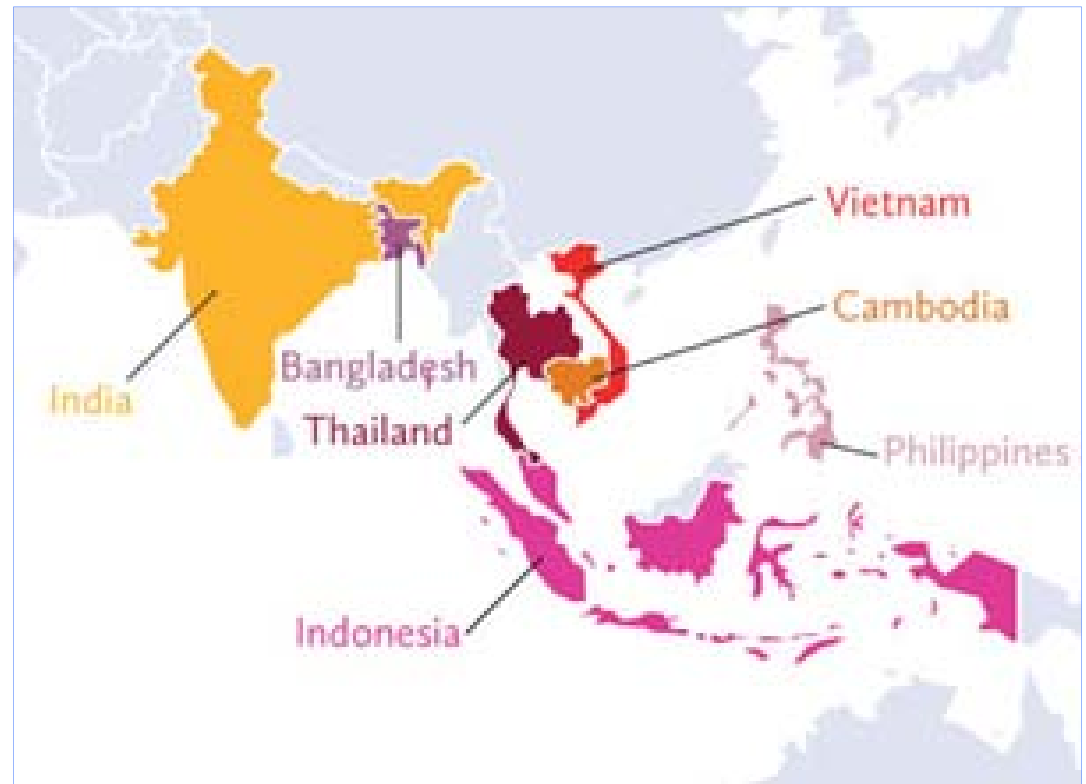 Vietnam
Cambodia
Bangladesh
India
Thailand
Philippines
Indonesia